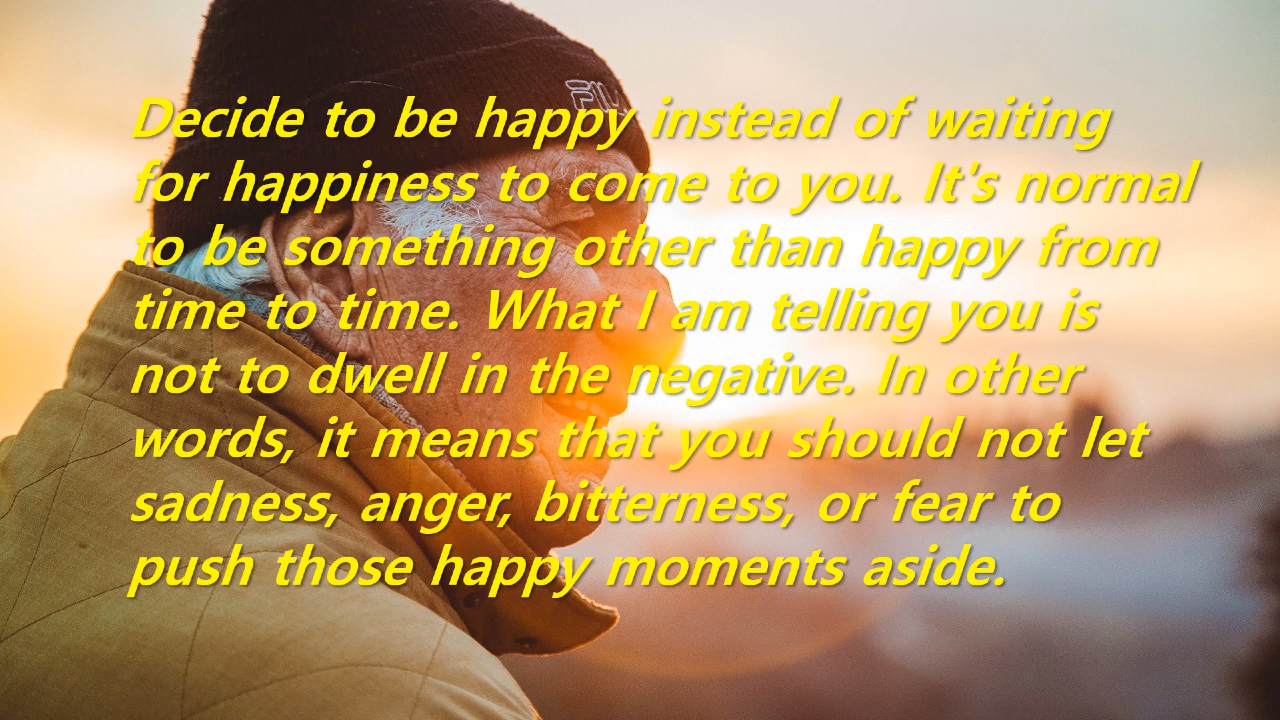 Decide to be happy instead of waiting
for happiness to come to you. It's normal
to be something other than happy from
time to time. What I am telling you is
not to dwell in the negative. In other
words, it means that you should not let
sadness, anger, bitterness, or fear to
push those happy moments aside.